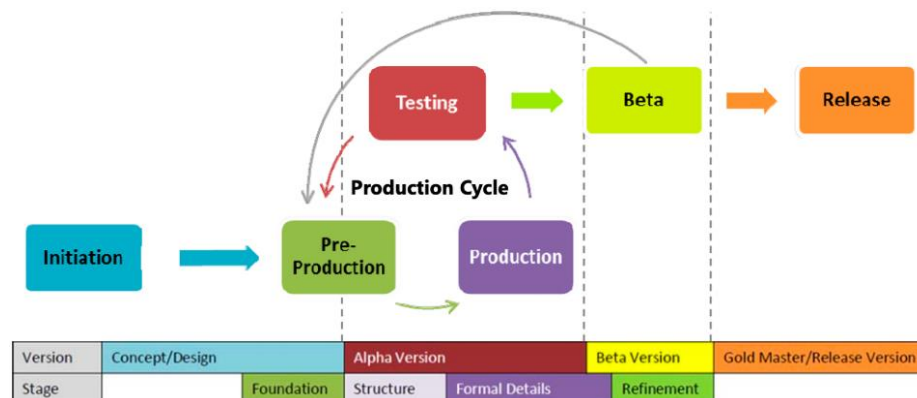 Testing
Beta
Release
Production Cycle
Initiation
Pre-
Production
Production
Version Concept/Design Alpha Version Beta Version Gold Master/Release Version
Stage Foundation Structure Formal Details Refinement